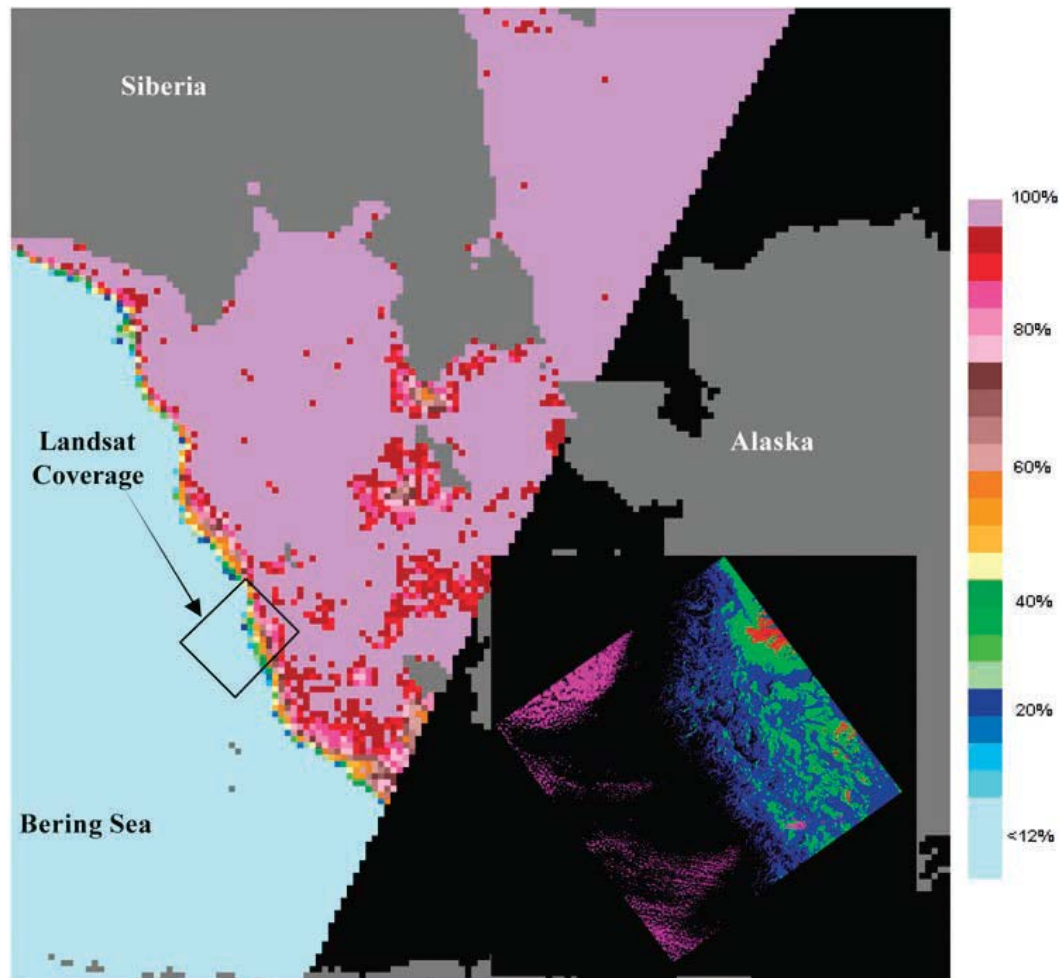 Siberia
100%
80%
Landsat
Coverage
Alaska
60%
40%
20%
Bering Sea
<12%